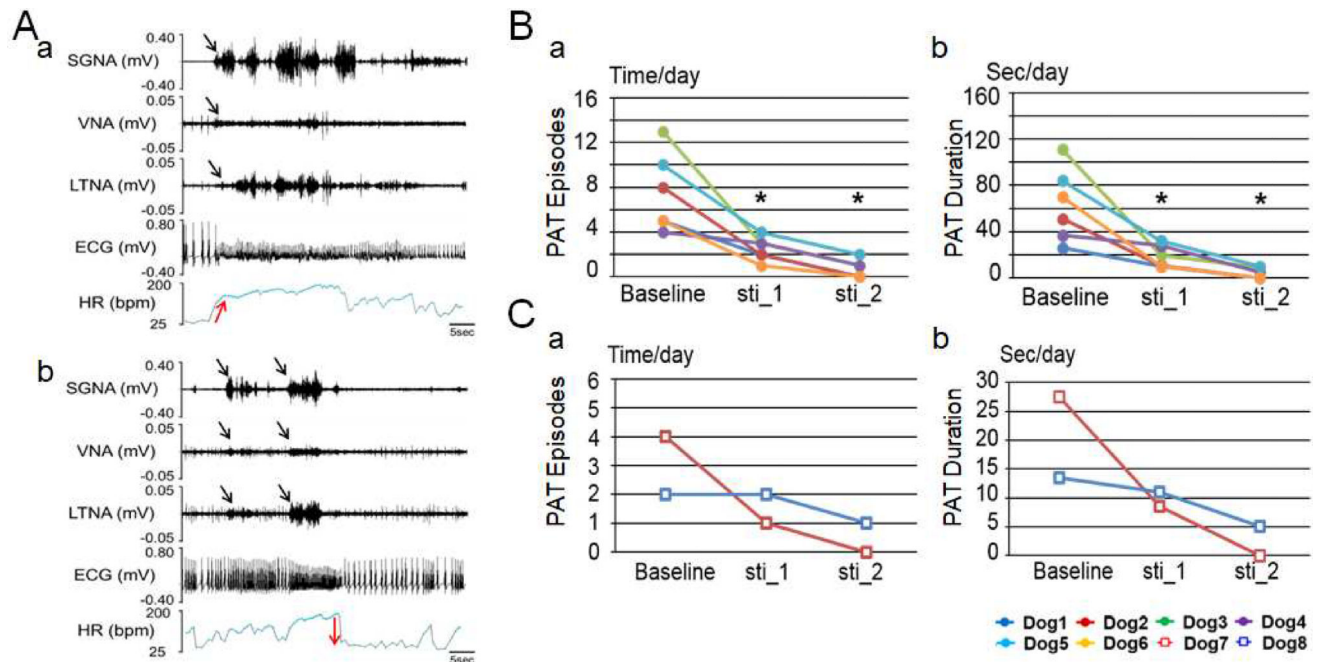 A
a
SGNA (mV)
0.40
-0.40
VNA (mV)
0.05
-0.05
LTNA (mV)
0.05
-0.05
ECG (mV)
0.80
-0.40
HR (bpm)
200
25
5sec
b
SGNA (mV)
0.40
-0.40
VNA (mV)
0.05
-0.05
LTNA (mV)
0.05
-0.05
ECG (mV)
0.80
-0.40
HR (bpm)
200
25
5sec
B
a
Time/day
PAT Episodes
16
12
8
4
0
* *
Baseline sti_1 sti_2
b
Sec/day
PAT Duration
160
120
80
40
0
* *
Baseline sti_1 sti_2
C
a
Time/day
PAT Episodes
6
5
4
3
2
1
0
Baseline sti_1 sti_2
b
Sec/day
PAT Duration
30
25
20
15
10
5
0
Baseline sti_1 sti_2
Dog1 Dog2 Dog3 Dog4
Dog5 Dog6 Dog7 Dog8